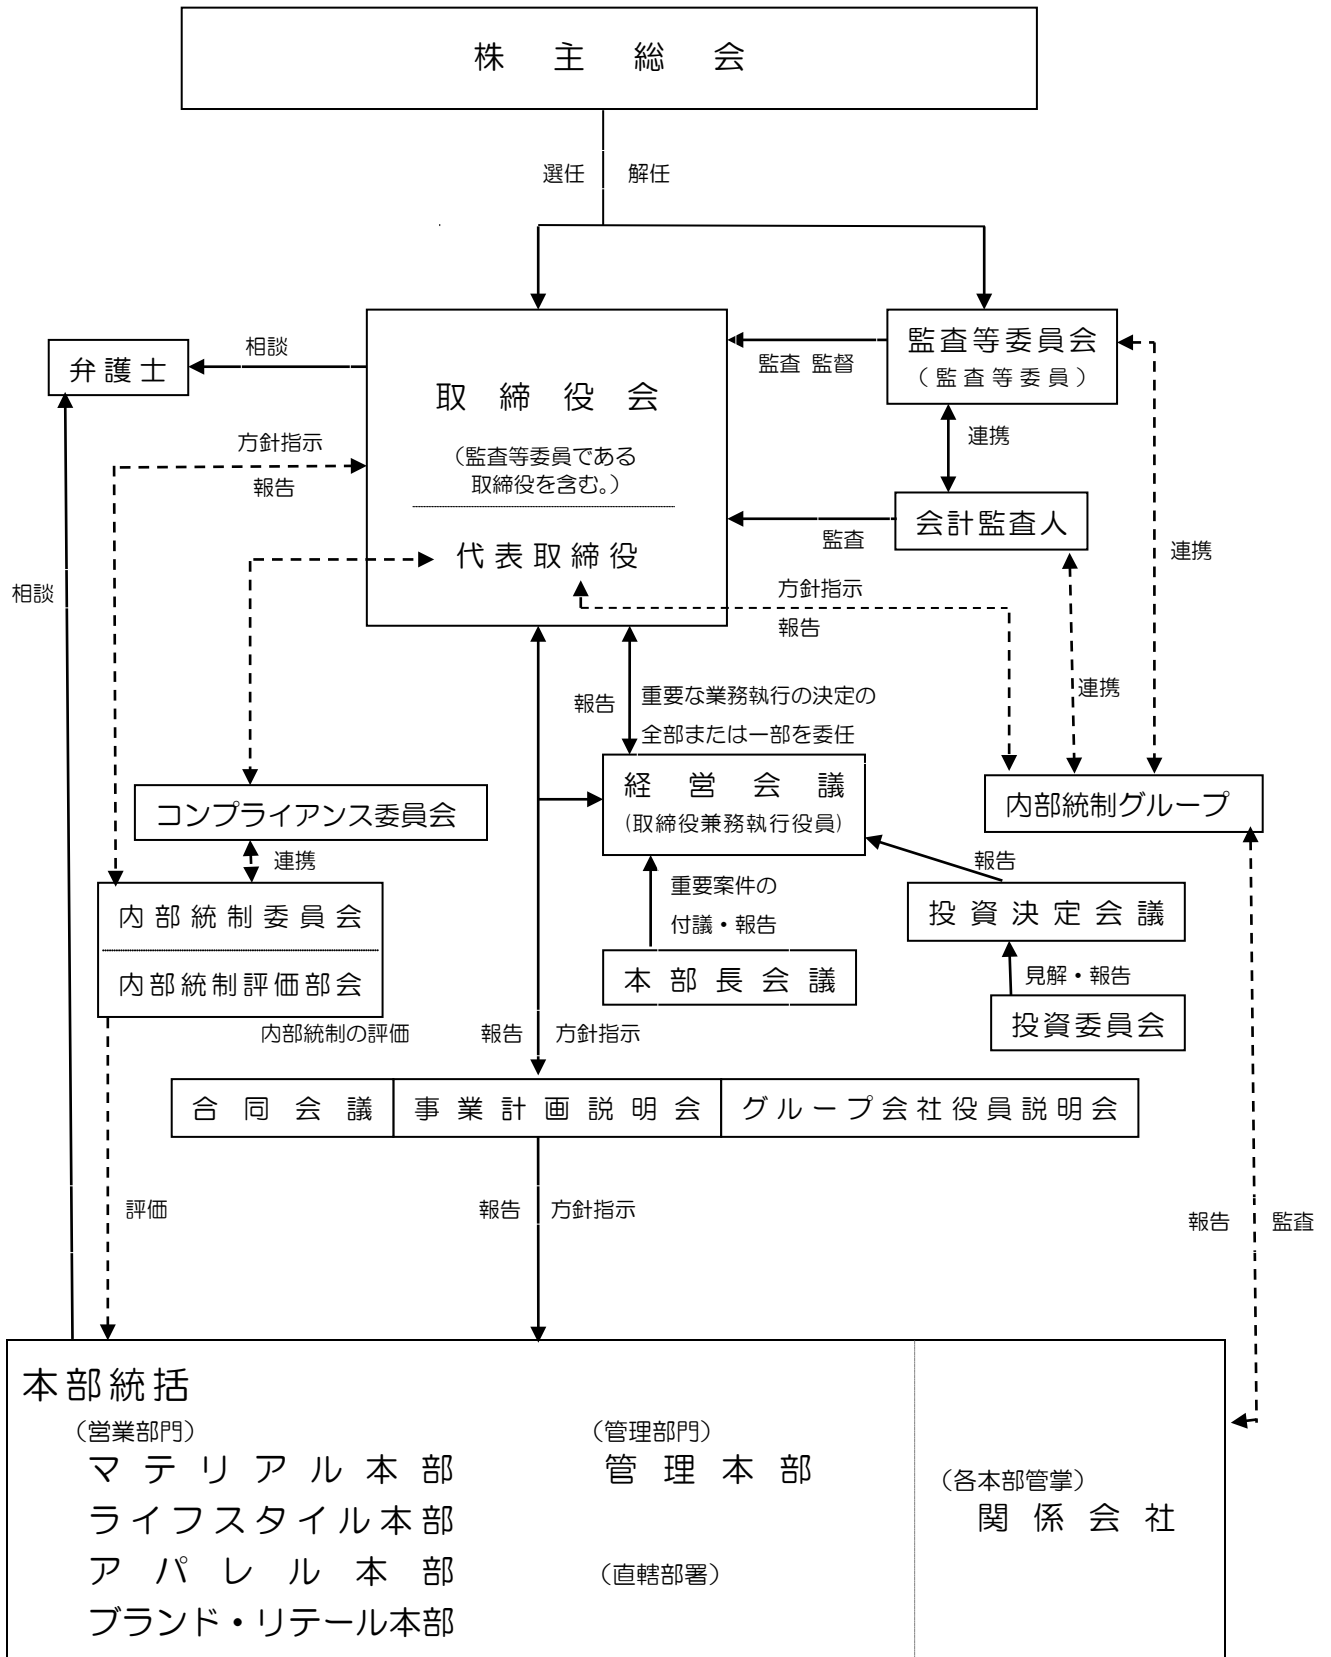 株主総会
選任
解任
弁護士
相談
取締役会
（監査等委員である
取締役を含む。）
代表取締役
監査 監督
監査等委員会
（監査等委員）
連携
会計監査人
監査
方針指示
報告
相談
方針指示
報告
連携
連携
報告
重要な業務執行の決定の
全部または一部を委任
経営会議
(取締役兼務執行役員)
内部統制グループ
コンプライアンス委員会
連携
内部統制委員会
内部統制評価部会
重要案件の
付議・報告
本部長会議
報告
投資決定会議
見解・報告
投資委員会
内部統制の評価
報告
方針指示
合同会議
事業計画説明会
グループ会社役員説明会
評価
報告
方針指示
報告
監査
本部統括
（営業部門）
マテリアル本部
ライフスタイル本部
アパレル本部
ブランド・リテール本部
（管理部門）
管理本部
（直轄部署）
（各本部管掌）
関係会社